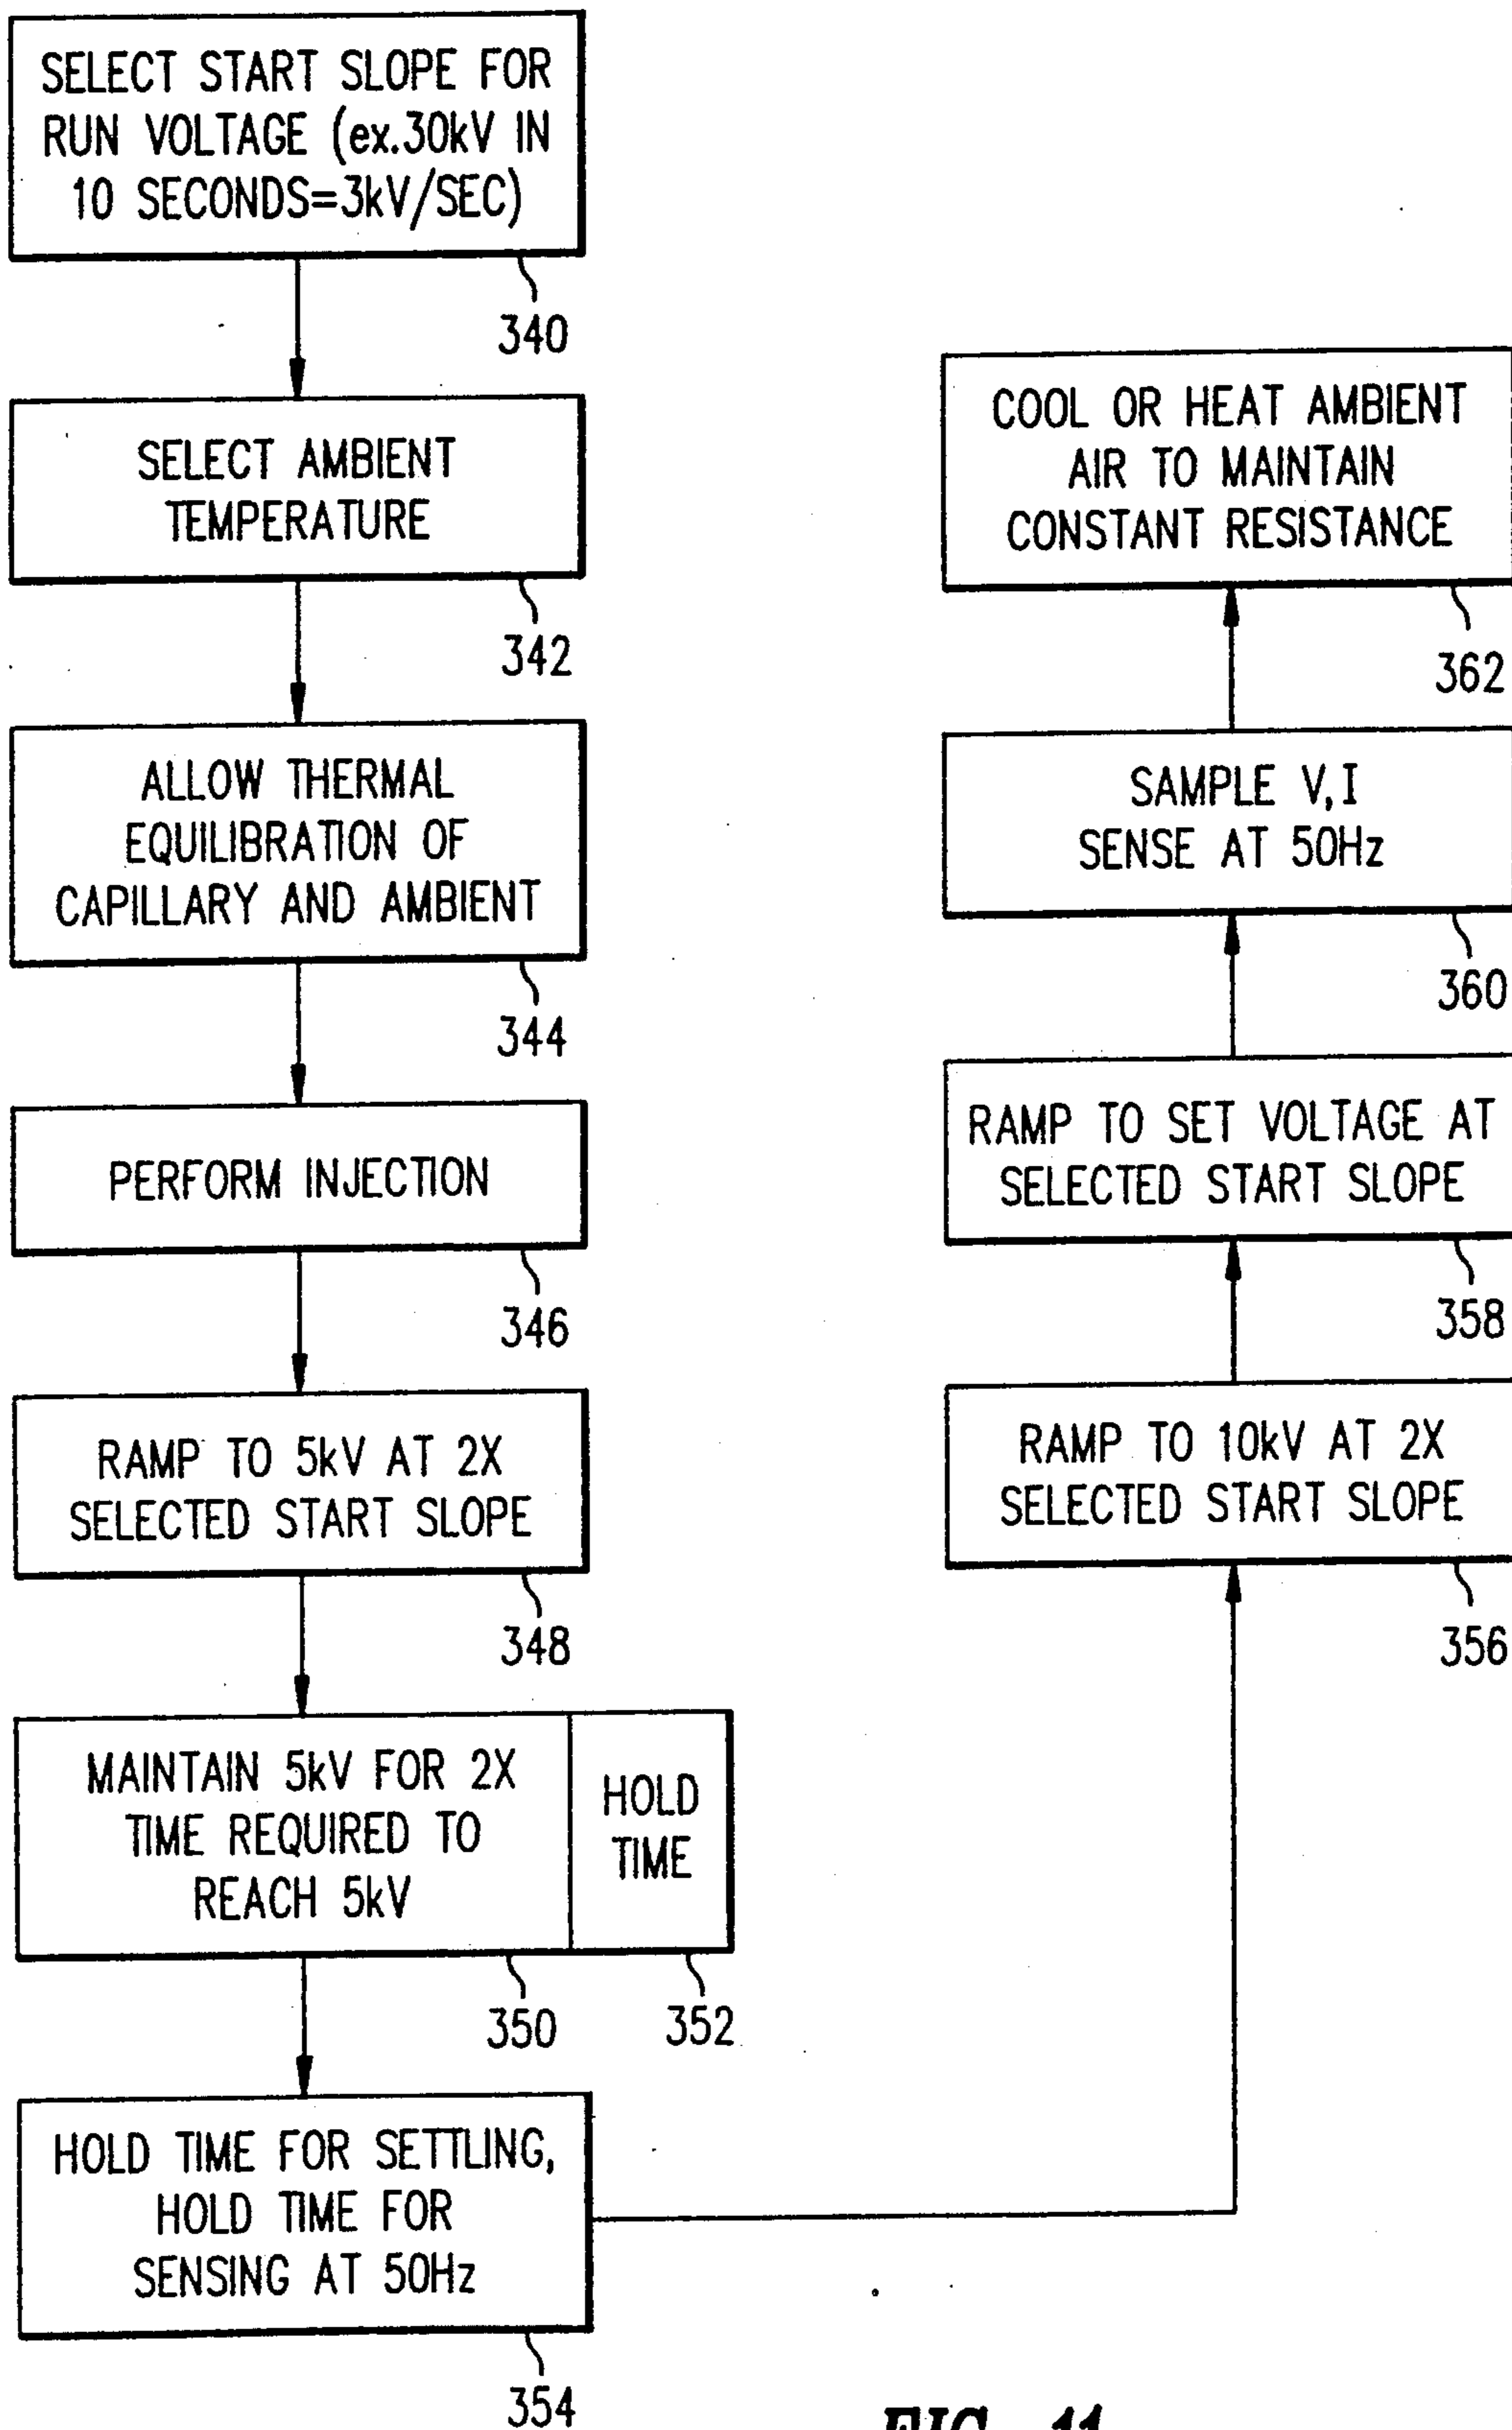 SELECT START SLOPE FOR
RUN VOLTAGE (ex.30kV IN
10 SECONDS=3kV/SEC)
340
SELECT AMBIENT
TEMPERATURE
342
ALLOW THERMAL
EQUILIBRATION OF
CAPILLARY AND AMBIENT
344
PERFORM INJECTION
346
RAMP TO 5kV AT 2X
SELECTED START SLOPE
348
MAINTAIN 5kV FOR 2X
TIME REQUIRED TO
REACH 5kV
350
HOLD
TIME
352
HOLD TIME FOR SETTLING,
HOLD TIME FOR
SENSING AT 50Hz
354
COOL OR HEAT AMBIENT
AIR TO MAINTAIN
CONSTANT RESISTANCE
362
SAMPLE V,I
SENSE AT 50Hz
360
RAMP TO SET VOLTAGE AT
SELECTED START SLOPE
358
RAMP TO 10kV AT 2X
SELECTED START SLOPE
356
FIG. 11